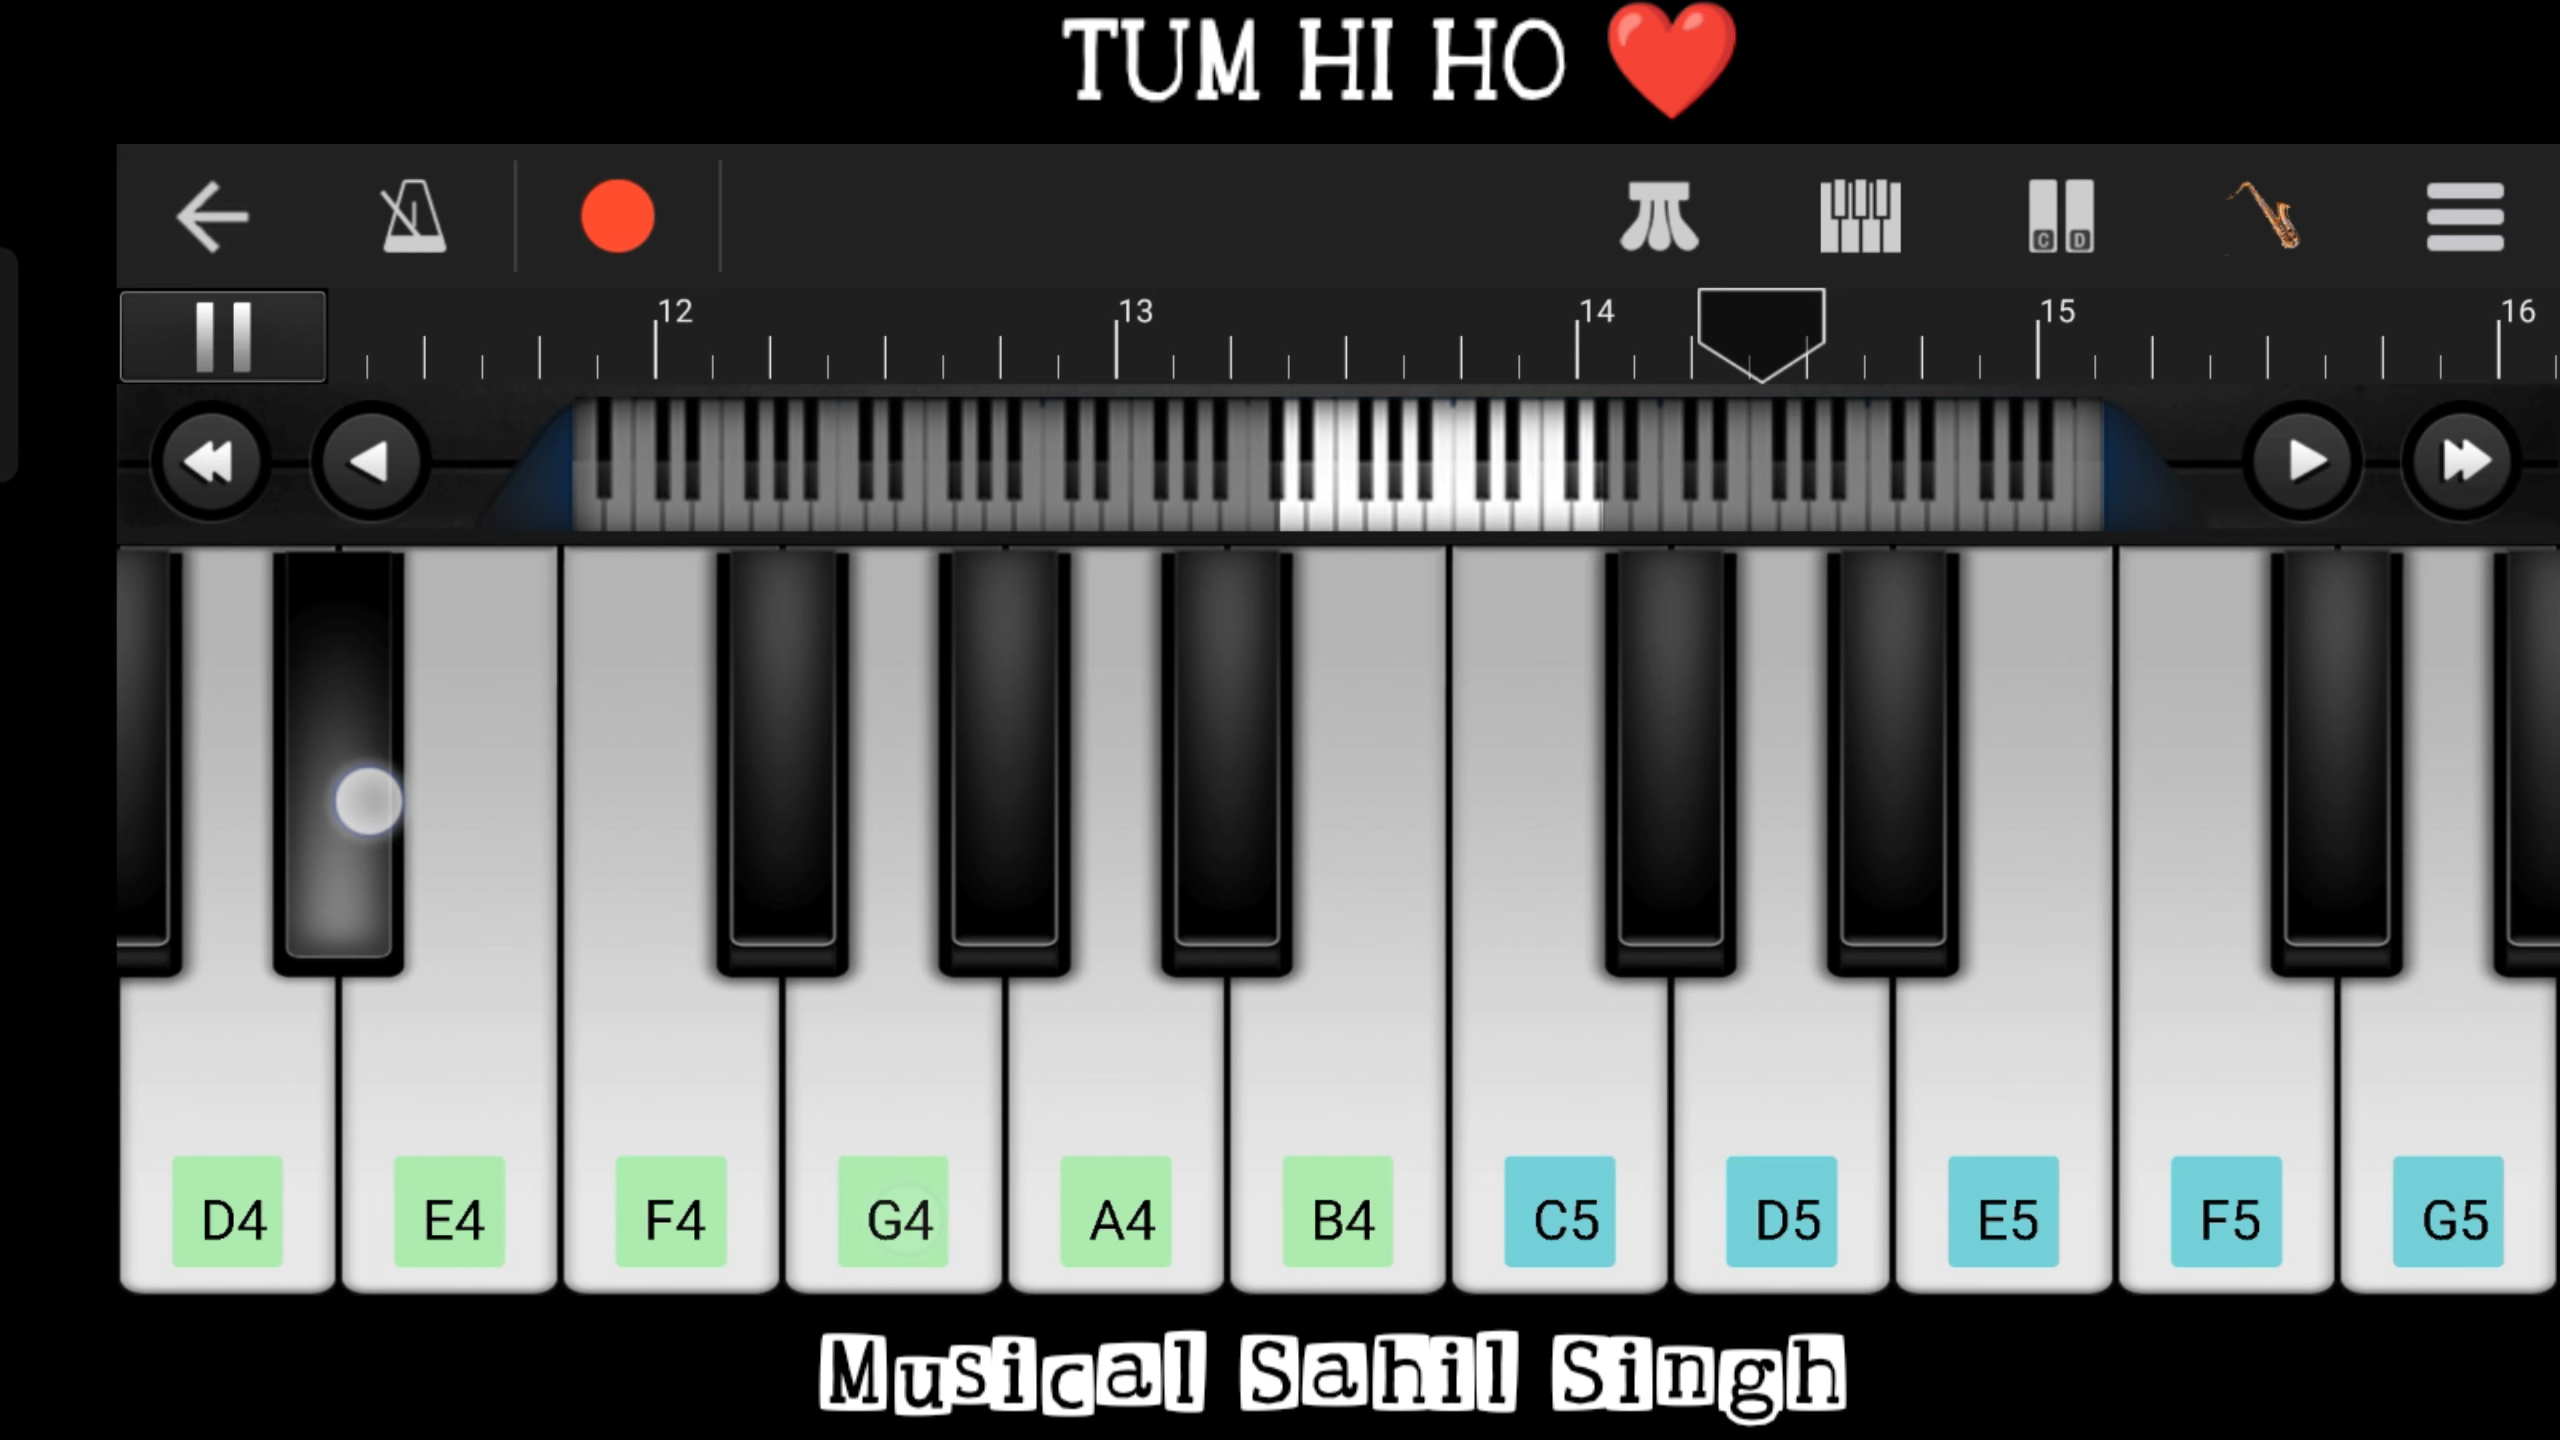 TUM HI HO ❤️
C D
12 13 14 15 16
D4 E4 F4 G4 A4 B4 C5 D5 E5 F5 G5
Musical Sahil Singh